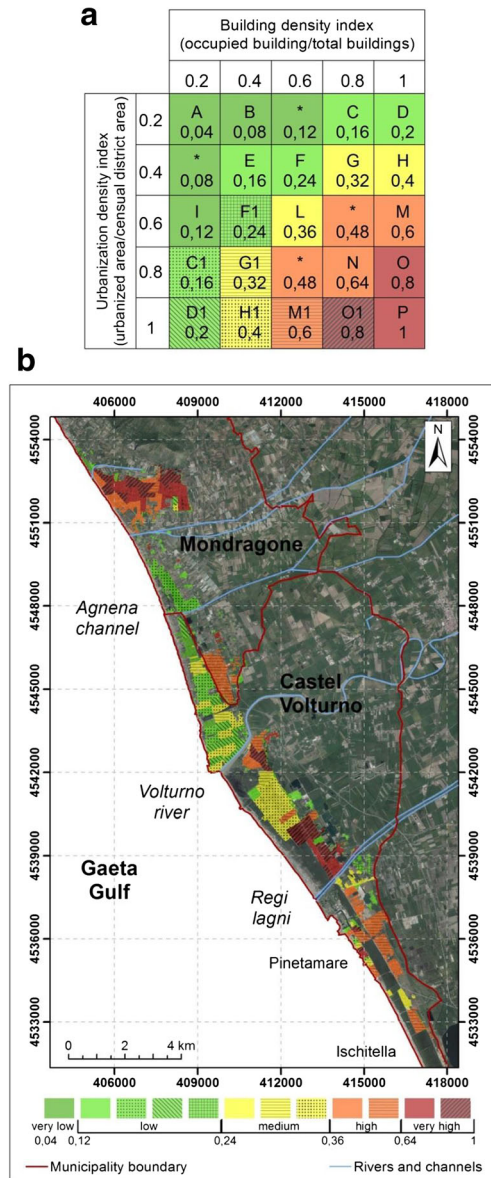 a
Building density index
(occupied building/total buildings)
0.2 0.4 0.6 0.8 1
Urbanization density index
(urbanized area/censual district area)
0.2
A B * C D
0,04 0,08 0,12 0,16 0,2
0.4
* E F G H
0,08 0,16 0,24 0,32 0,4
0.6
I F1 L * M
0,12 0,24 0,36 0,48 0,6
0.8
C1 G1 * N O
0,16 0,32 0,48 0,64 0,8
1
D1 H1 M1 O1 P
0,2 0,4 0,6 0,8 1
b
406000 409000 412000 415000 418000
4554000
N
4551000
Mondragone
4548000
Agnena
channel
4545000
Castel
Volturno
4542000
Volturno
river
4539000
Gaeta
Gulf
Regi
lagni
4536000
Pinetamare
4533000
0 2 4 km
Ischitella
406000 409000 412000 415000 418000
very low low medium high very high
0,04 0,12 0,24 0,36 0,64 1
Municipality boundary Rivers and channels